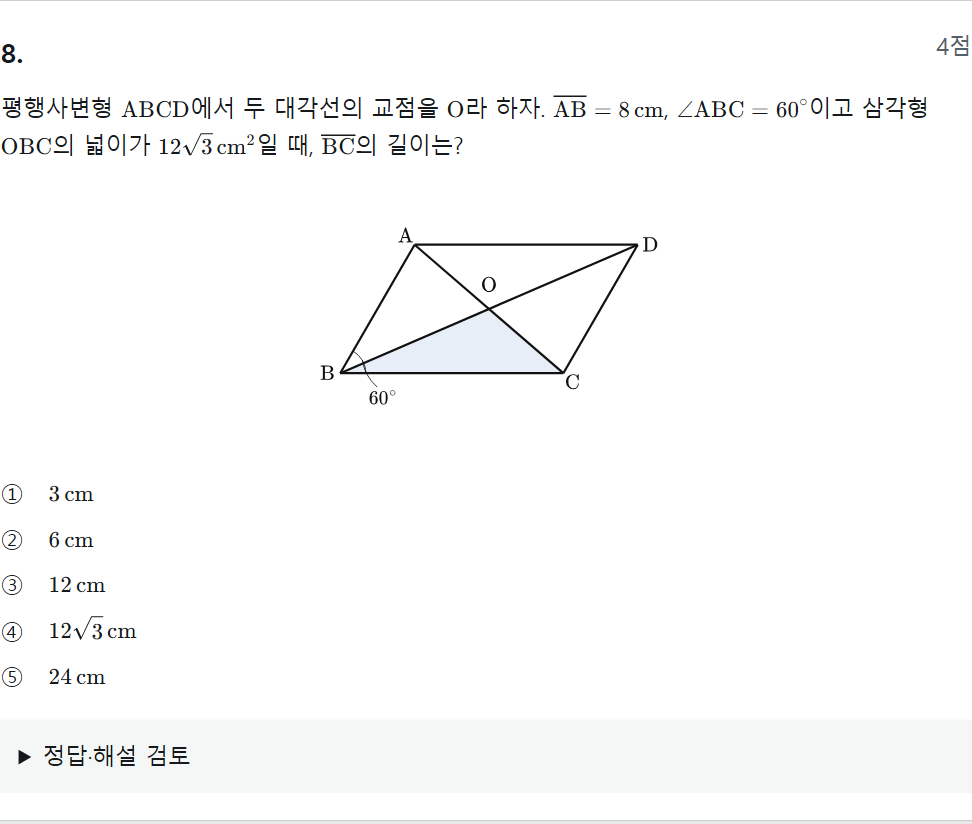 8.
4점
평행사변형 ABCD에서 두 대각선의 교점을 O라 하자. $\overline{AB}$ = 8 cm, ∠ABC = 60°이고 삼각형
OBC의 넓이가 12√3 cm²일 때, $\overline{BC}$의 길이는?
A
D
O
B
C
60°
① 3 cm
② 6 cm
③ 12 cm
④ 12√3 cm
⑤ 24 cm
▶ 정답·해설 검토